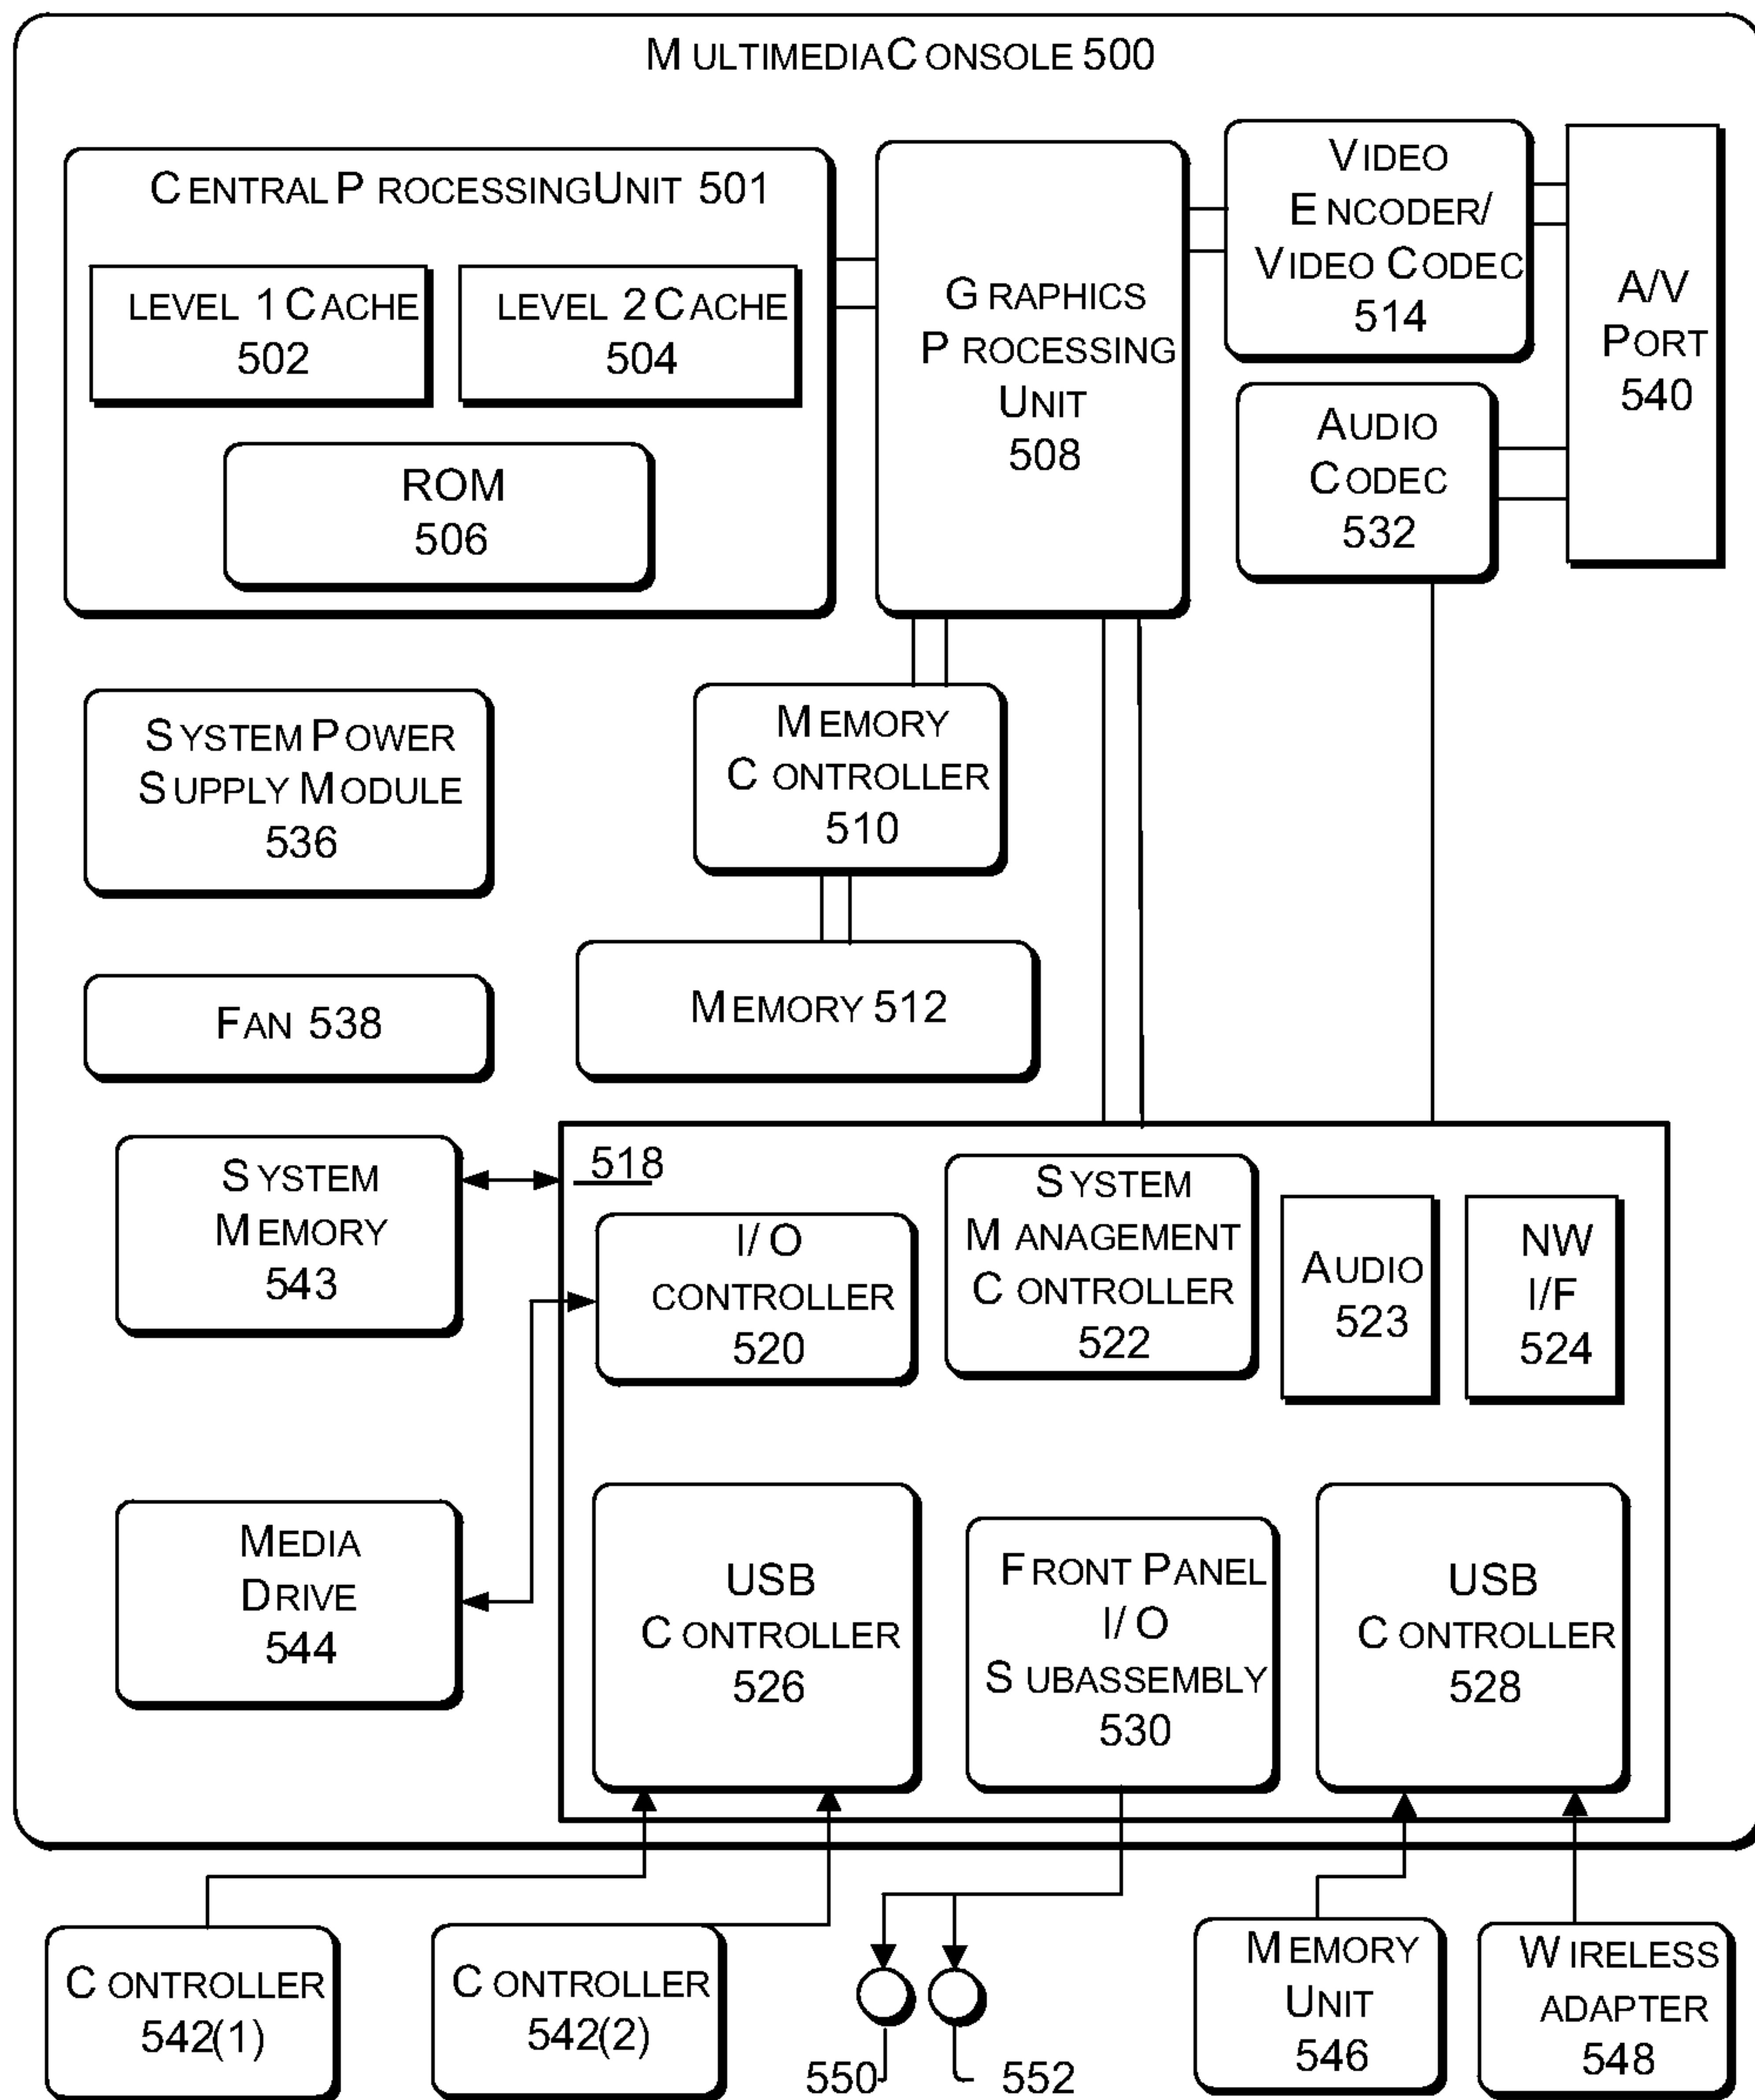 MULTIMEDIA CONSOLE 500
CENTRAL PROCESSING UNIT 501
LEVEL 1 CACHE
502
LEVEL 2 CACHE
504
ROM
506
GRAPHICS
PROCESSING
UNIT
508
VIDEO
ENCODER/
VIDEO CODEC
514
AUDIO
CODEC
532
A/V
PORT
540
SYSTEM POWER
SUPPLY MODULE
536
MEMORY
CONTROLLER
510
FAN 538
MEMORY 512
SYSTEM
MEMORY
543
518
I/O
CONTROLLER
520
SYSTEM
MANAGEMENT
CONTROLLER
522
AUDIO
523
NW
I/F
524
MEDIA
DRIVE
544
USB
CONTROLLER
526
FRONT PANEL
I/O
SUBASSEMBLY
530
USB
CONTROLLER
528
CONTROLLER
542(1)
CONTROLLER
542(2)
550
552
MEMORY
UNIT
546
WIRELESS
ADAPTER
548